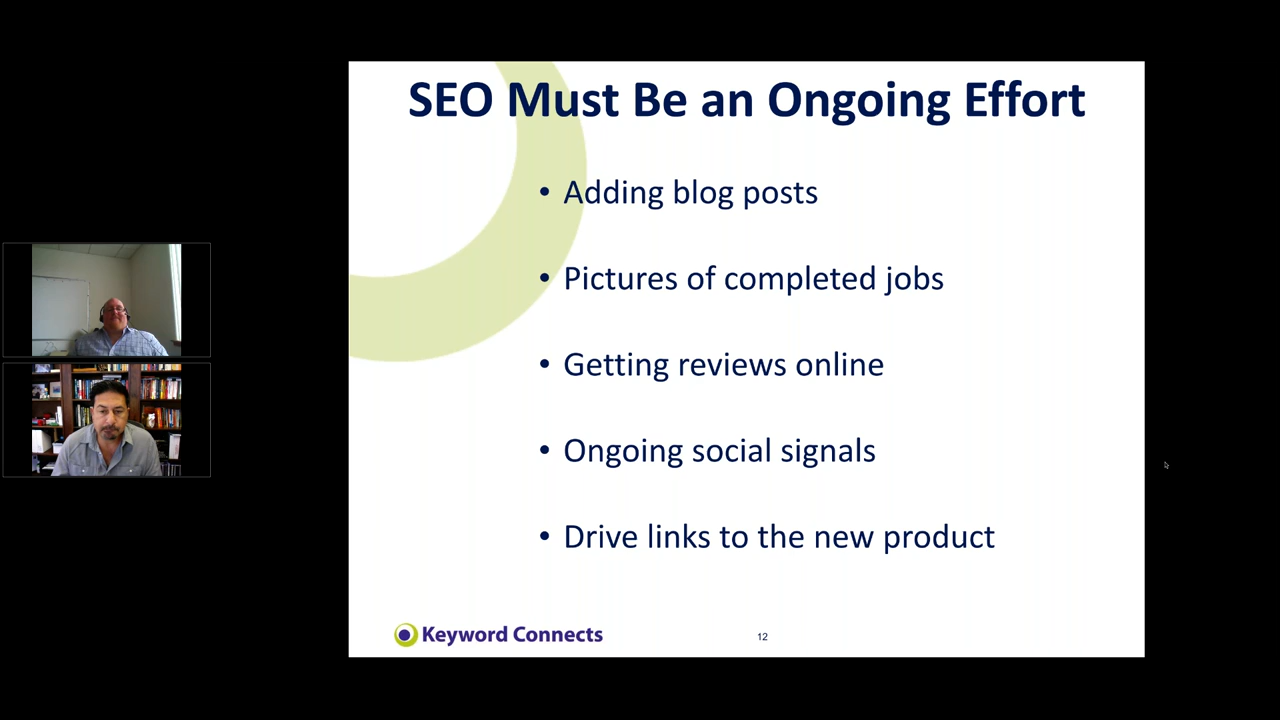 SEO Must Be an Ongoing Effort
• Adding blog posts
• Pictures of completed jobs
• Getting reviews online
• Ongoing social signals
• Drive links to the new product
Keyword Connects
12